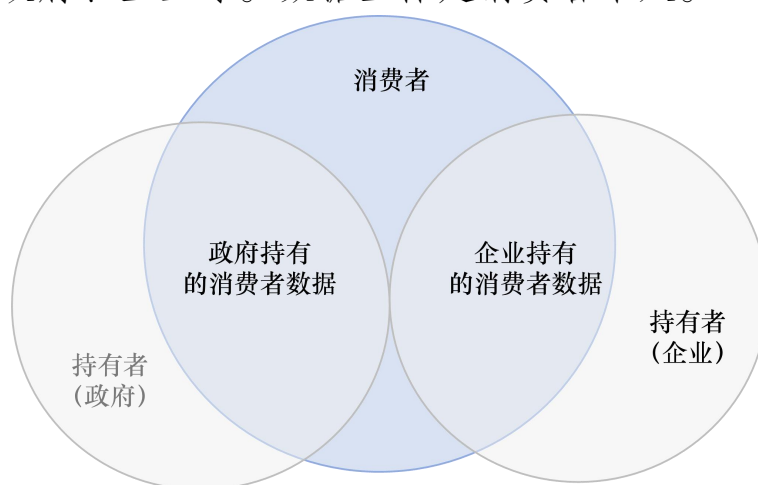 消费者
政府持有
的消费者数据
企业持有
的消费者数据
持有者
(企业)
持有者
(政府)